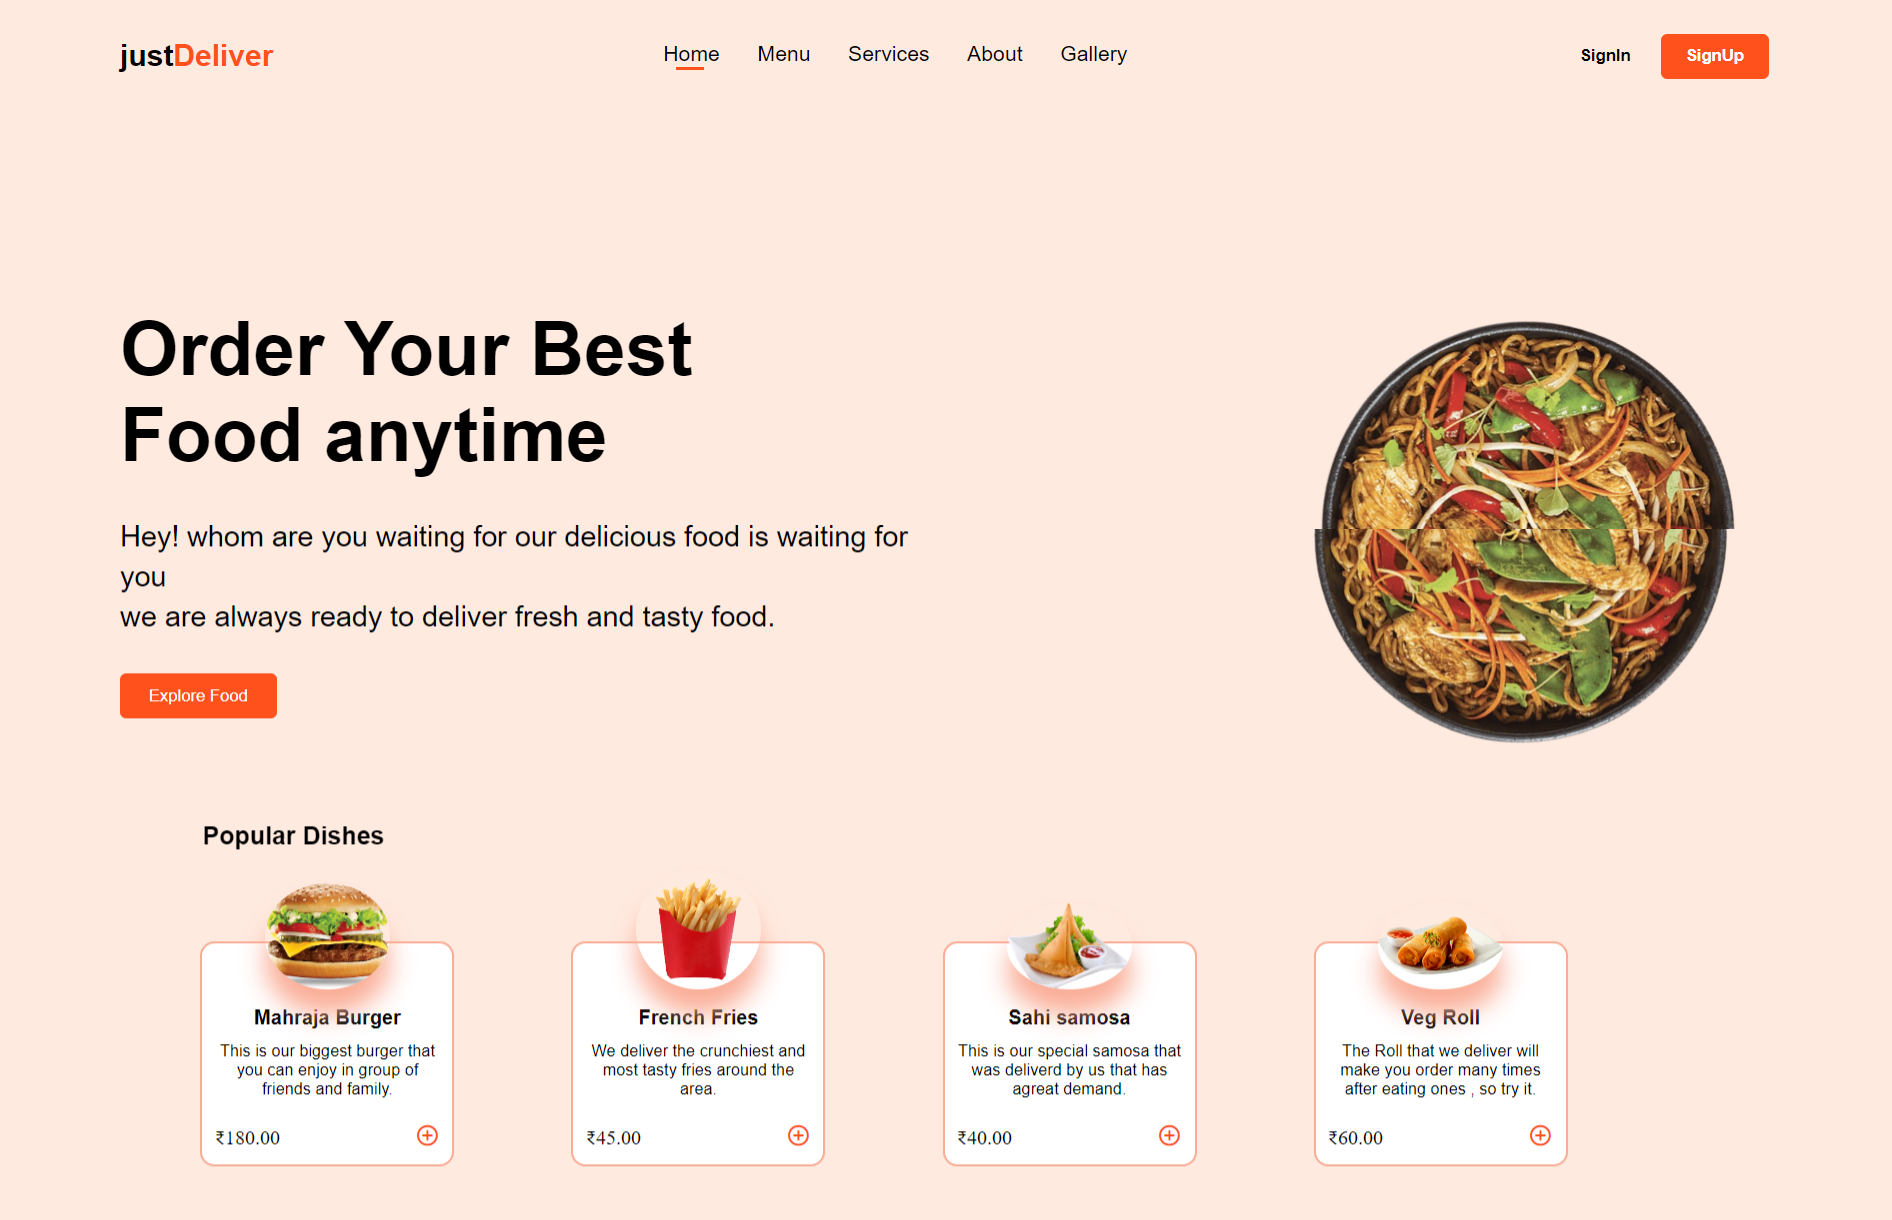 justDeliver
Home Menu Services About Gallery
SignIn SignUp
Order Your Best
Food anytime
Hey! whom are you waiting for our delicious food is waiting for
you
we are always ready to deliver fresh and tasty food.
Explore Food
Popular Dishes
Mahraja Burger
This is our biggest burger that
you can enjoy in group of
friends and family.
₹180.00
French Fries
We deliver the crunchiest and
most tasty fries around the
area.
₹45.00
Sahi samosa
This is our special samosa that
was deliverd by us that has
agreat demand.
₹40.00
Veg Roll
The Roll that we deliver will
make you order many times
after eating ones , so try it.
₹60.00